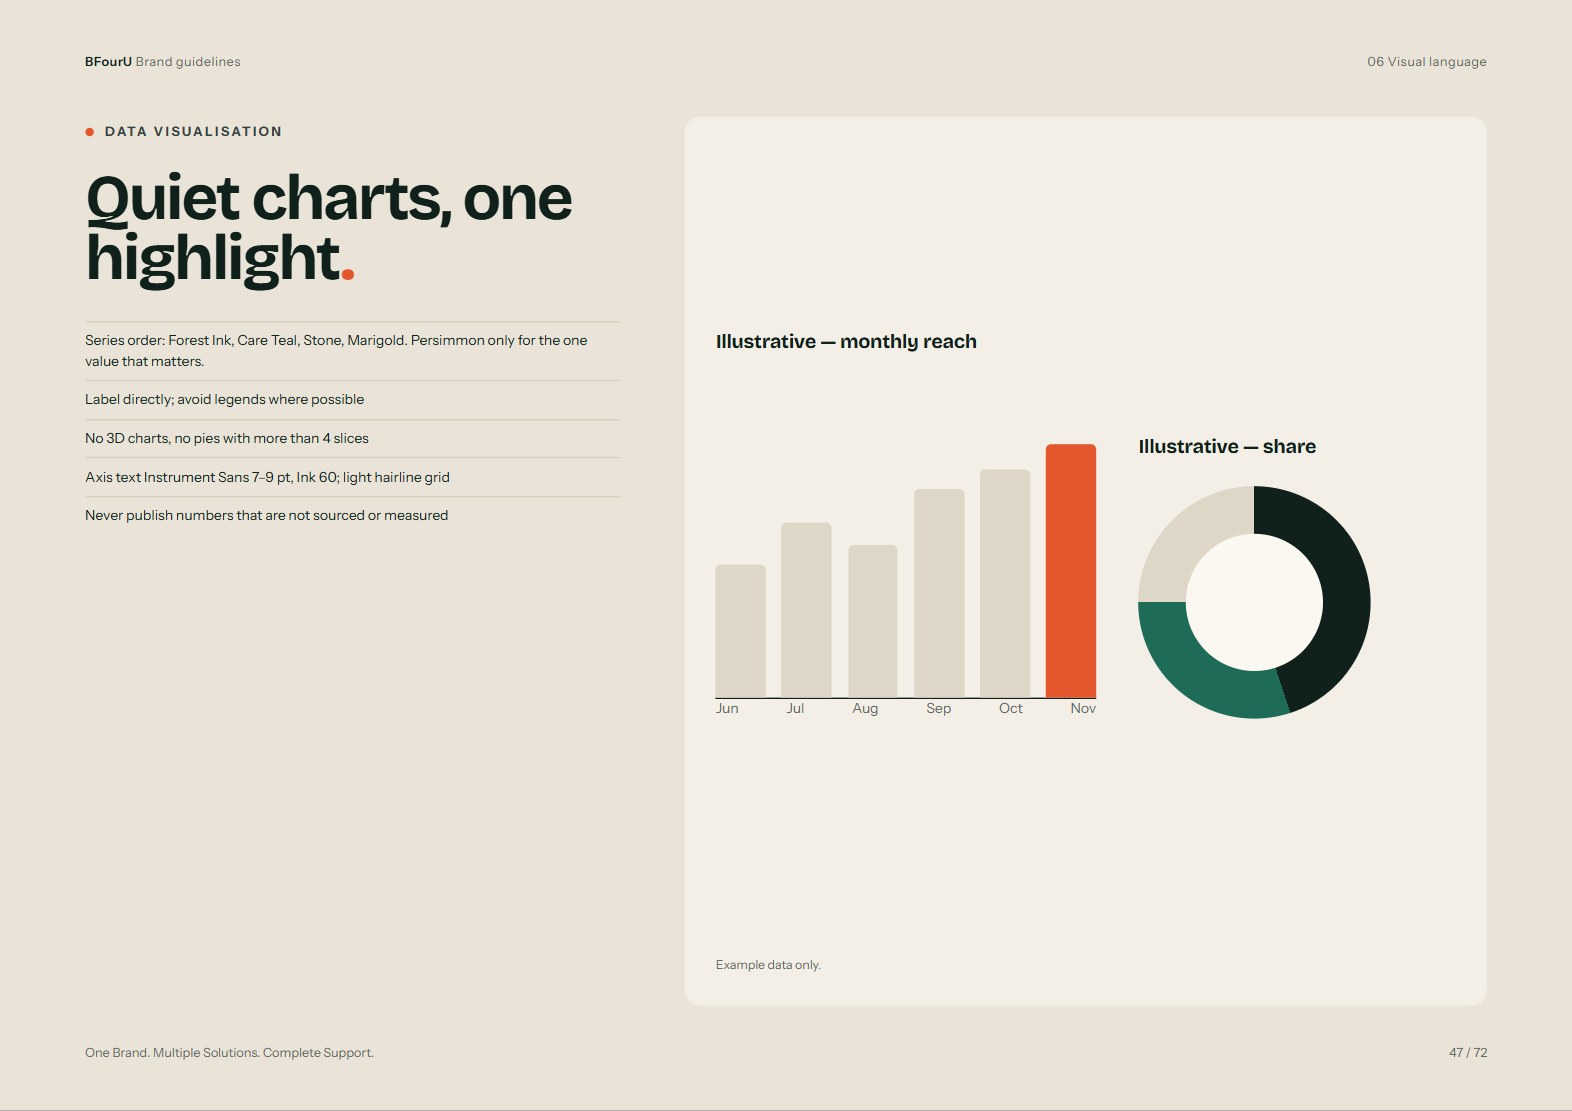 BFourU Brand guidelines
06 Visual language
DATA VISUALISATION
Quiet charts, one
highlight.
Series order: Forest Ink, Care Teal, Stone, Marigold. Persimmon only for the one
value that matters.
Label directly; avoid legends where possible
No 3D charts, no pies with more than 4 slices
Axis text Instrument Sans 7–9 pt, Ink 60; light hairline grid
Never publish numbers that are not sourced or measured
Illustrative — monthly reach
Jun Jul Aug Sep Oct Nov
Illustrative — share
Example data only.
One Brand. Multiple Solutions. Complete Support.
47 / 72